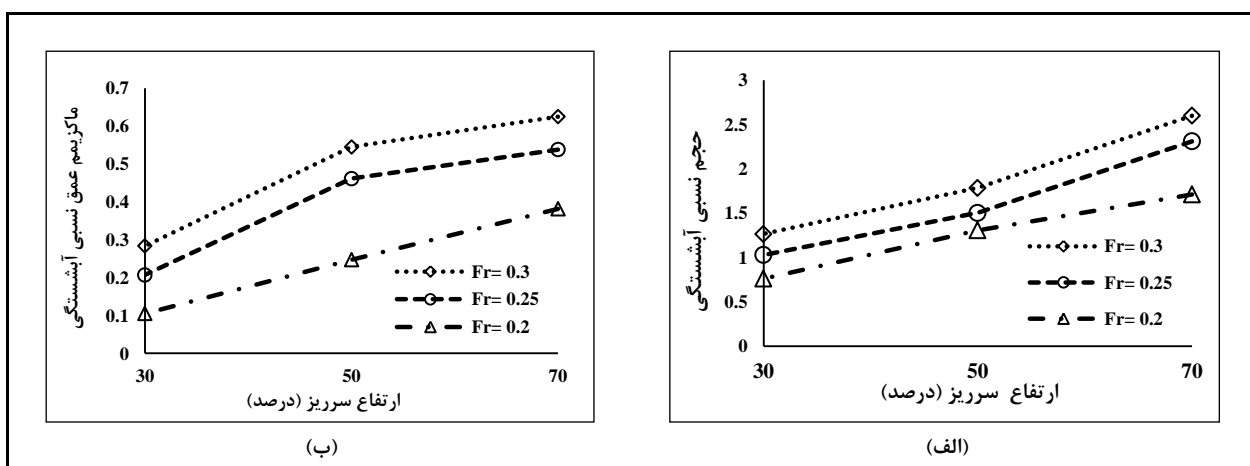 حجم نسبی آبشستگی
3
2.5
2
1.5
1
0.5
0
30
50
70
Fr= 0.3
Fr= 0.25
Fr= 0.2
ارتفاع سرریز (درصد)
(الف)
ماکزیمم عمق نسبی آبشستگی
0.7
0.6
0.5
0.4
0.3
0.2
0.1
0
30
50
70
Fr= 0.3
Fr= 0.25
Fr= 0.2
ارتفاع سرریز (درصد)
(ب)